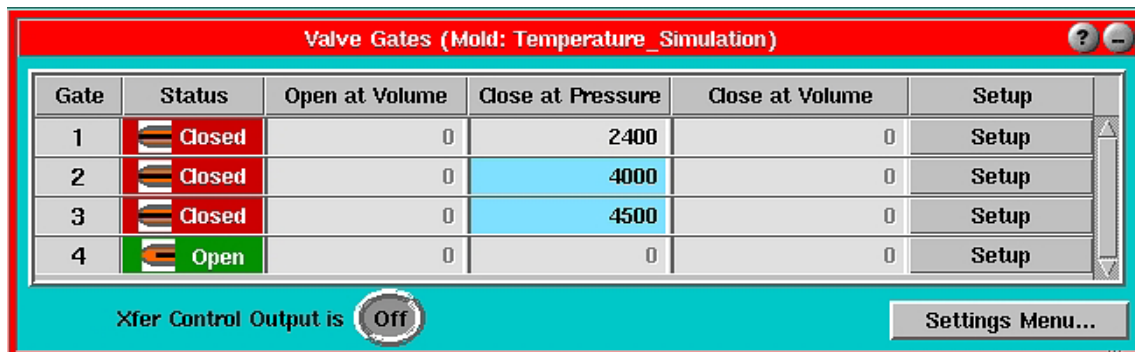 Valve Gates (Mold: Temperature_Simulation) ? –
Gate Status Open at Volume Close at Pressure Close at Volume Setup
1 Closed 0 2400 0 Setup
2 Closed 0 4000 0 Setup
3 Closed 0 4500 0 Setup
4 Open 0 0 0 Setup
Xfer Control Output is Off Settings Menu...